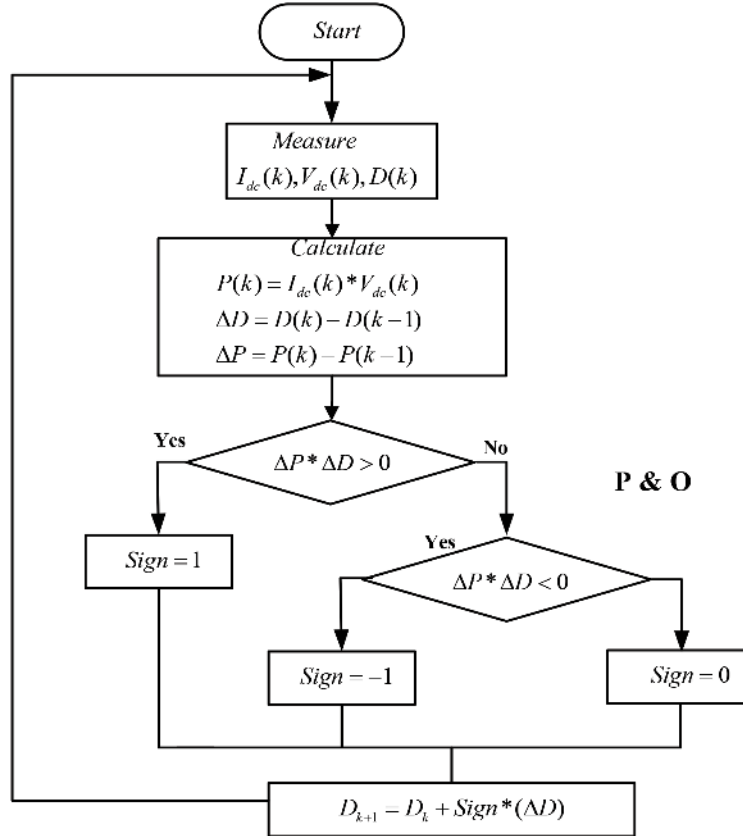 Start
Measure
I_dc(k), V_dc(k), D(k)
Calculate
P(k) = I_dc(k) * V_dc(k)
ΔD = D(k) − D(k−1)
ΔP = P(k) − P(k−1)
Yes
ΔP * ΔD > 0
No
P & O
Sign = 1
Yes
ΔP * ΔD < 0
Sign = −1
Sign = 0
D_{k+1} = D_k + Sign * (ΔD)